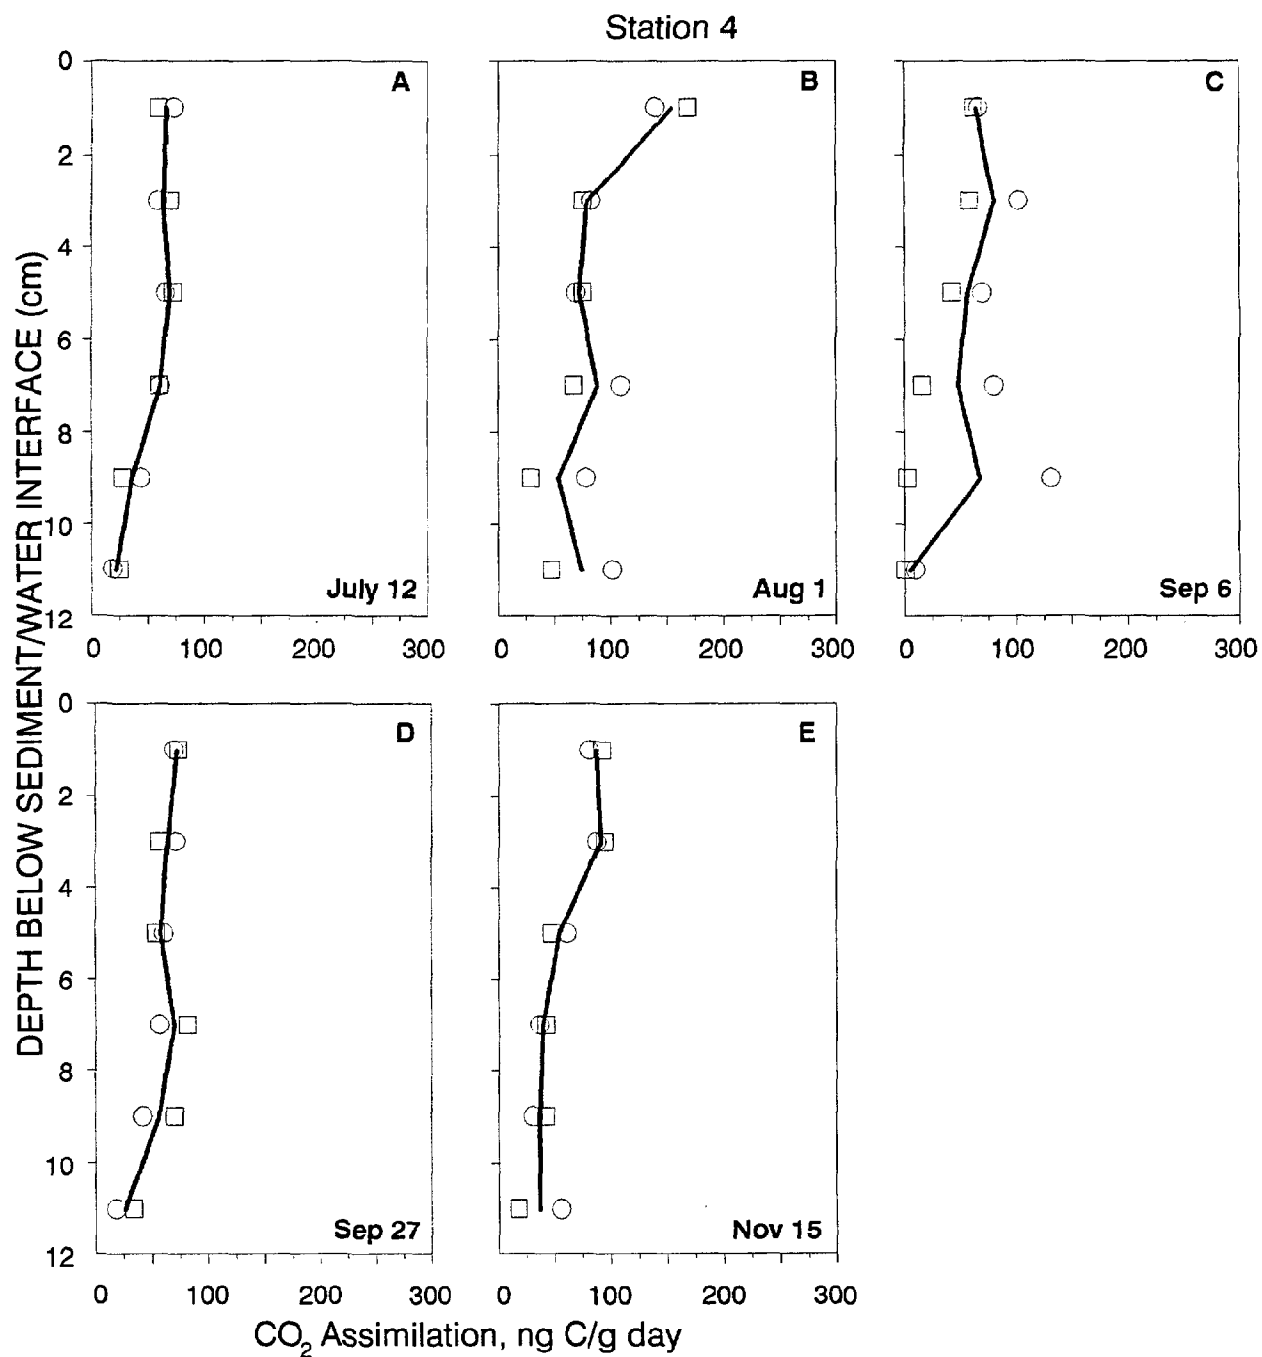 Station 4
DEPTH BELOW SEDIMENT/WATER INTERFACE (cm)
0
2
4
6
8
10
12
A
July 12
0 100 200 300
B
Aug 1
0 100 200 300
C
Sep 6
0 100 200 300
0
2
4
6
8
10
12
D
Sep 27
0 100 200 300
E
Nov 15
0 100 200 300
CO₂ Assimilation, ng C/g day